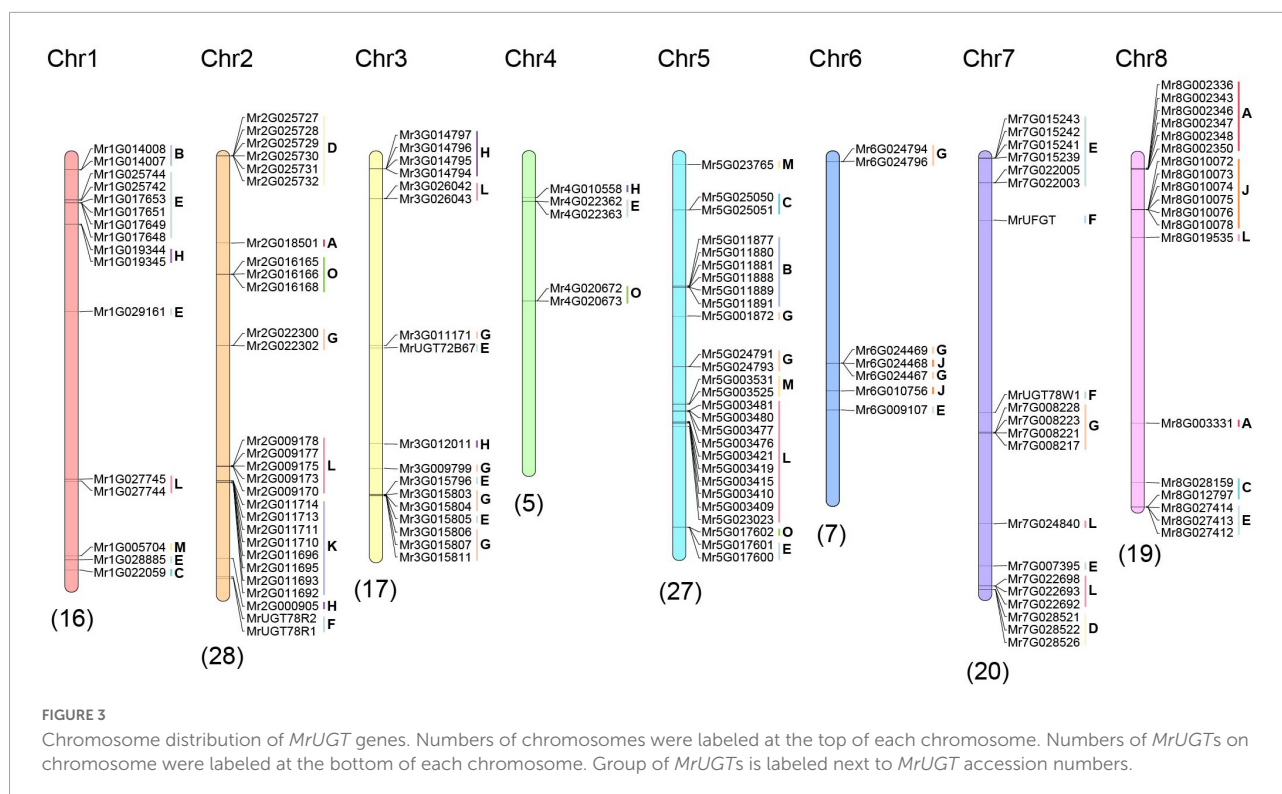 Chr1
Mr1G014008
Mr1G014007
B
Mr1G025744
Mr1G025742
Mr1G017653
Mr1G017651
Mr1G017649
Mr1G017648
E
Mr1G019344
Mr1G019345
H
Mr1G029161 E
Mr1G027745
Mr1G027744
L
Mr1G005704 M
Mr1G028885 E
Mr1G022059 C
(16)
Chr2
Mr2G025727
Mr2G025728
Mr2G025729
Mr2G025730
Mr2G025731
Mr2G025732
D
Mr2G018501 A
Mr2G016165
Mr2G016166
Mr2G016168
O
Mr2G022300
Mr2G022302
G
Mr2G009178
Mr2G009177
Mr2G009175
Mr2G009173
Mr2G009170
L
Mr2G011714
Mr2G011713
Mr2G011711
Mr2G011710
Mr2G011696
Mr2G011695
Mr2G011693
Mr2G011692
K
Mr2G000905 H
MrUGT78R2
MrUGT78R1
F
(28)
Chr3
Mr3G014797
Mr3G014796
Mr3G014795
Mr3G014794
H
Mr3G026042
Mr3G026043
L
Mr3G011171 G
MrUGT72B67 E
Mr3G012011 H
Mr3G009799 G
Mr3G015796 E
Mr3G015803
Mr3G015804
G
Mr3G015805 E
Mr3G015806
Mr3G015807
Mr3G015811
G
(17)
Chr4
Mr4G010558 H
Mr4G022362
Mr4G022363
E
Mr4G020672
Mr4G020673
O
(5)
Chr5
Mr5G023765 M
Mr5G025050
Mr5G025051
C
Mr5G011877
Mr5G011880
Mr5G011881
Mr5G011888
Mr5G011889
Mr5G011891
B
Mr5G001872 G
Mr5G024791
Mr5G024793
G
Mr5G003531
Mr5G003525
M
Mr5G003481
Mr5G003480
Mr5G003477
Mr5G003476
Mr5G003421
Mr5G003419
Mr5G003415
Mr5G003410
Mr5G003409
Mr5G023023
L
Mr5G017602 O
Mr5G017601
Mr5G017600
E
(27)
Chr6
Mr6G024794
Mr6G024796
G
Mr6G024469 G
Mr6G024468 J
Mr6G024467 G
Mr6G010756 J
Mr6G009107 E
(7)
Chr7
Mr7G015243
Mr7G015242
Mr7G015241
Mr7G015239
Mr7G022005
Mr7G022003
E
MrUFGT F
MrUGT78W1 F
Mr7G008228
Mr7G008223
Mr7G008221
Mr7G008217
G
Mr7G024840 L
Mr7G007395 E
Mr7G022698
Mr7G022693
Mr7G022692
L
Mr7G028521
Mr7G028522
Mr7G028526
D
(20)
Chr8
Mr8G002336
Mr8G002343
Mr8G002346
Mr8G002347
Mr8G002348
Mr8G002350
A
Mr8G010072
Mr8G010073
Mr8G010074
Mr8G010075
Mr8G010076
Mr8G010078
J
Mr8G019535 L
Mr8G003331 A
Mr8G028159
Mr8G012797
C
Mr8G027414
Mr8G027413
Mr8G027412
E
(19)
FIGURE 3
Chromosome distribution of MrUGT genes. Numbers of chromosomes were labeled at the top of each chromosome. Numbers of MrUGTs on
chromosome were labeled at the bottom of each chromosome. Group of MrUGTs is labeled next to MrUGT accession numbers.